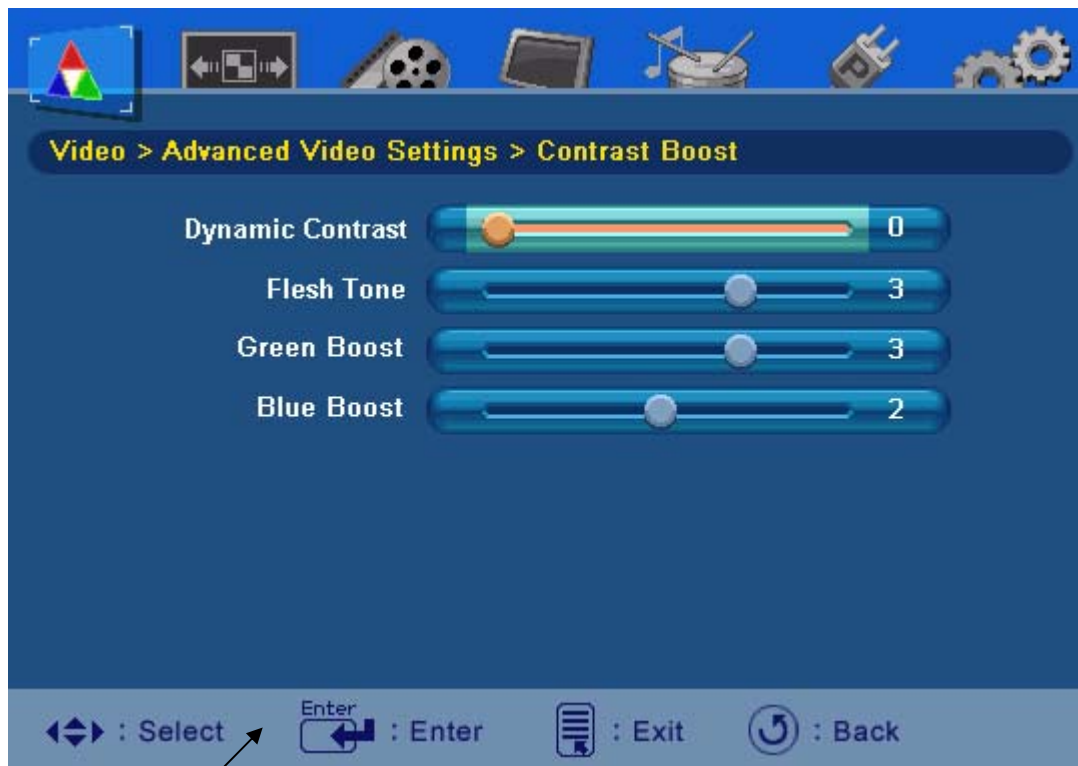 Video > Advanced Video Settings > Contrast Boost
Dynamic Contrast 0
Flesh Tone 3
Green Boost 3
Blue Boost 2
: Select Enter : Enter : Exit : Back